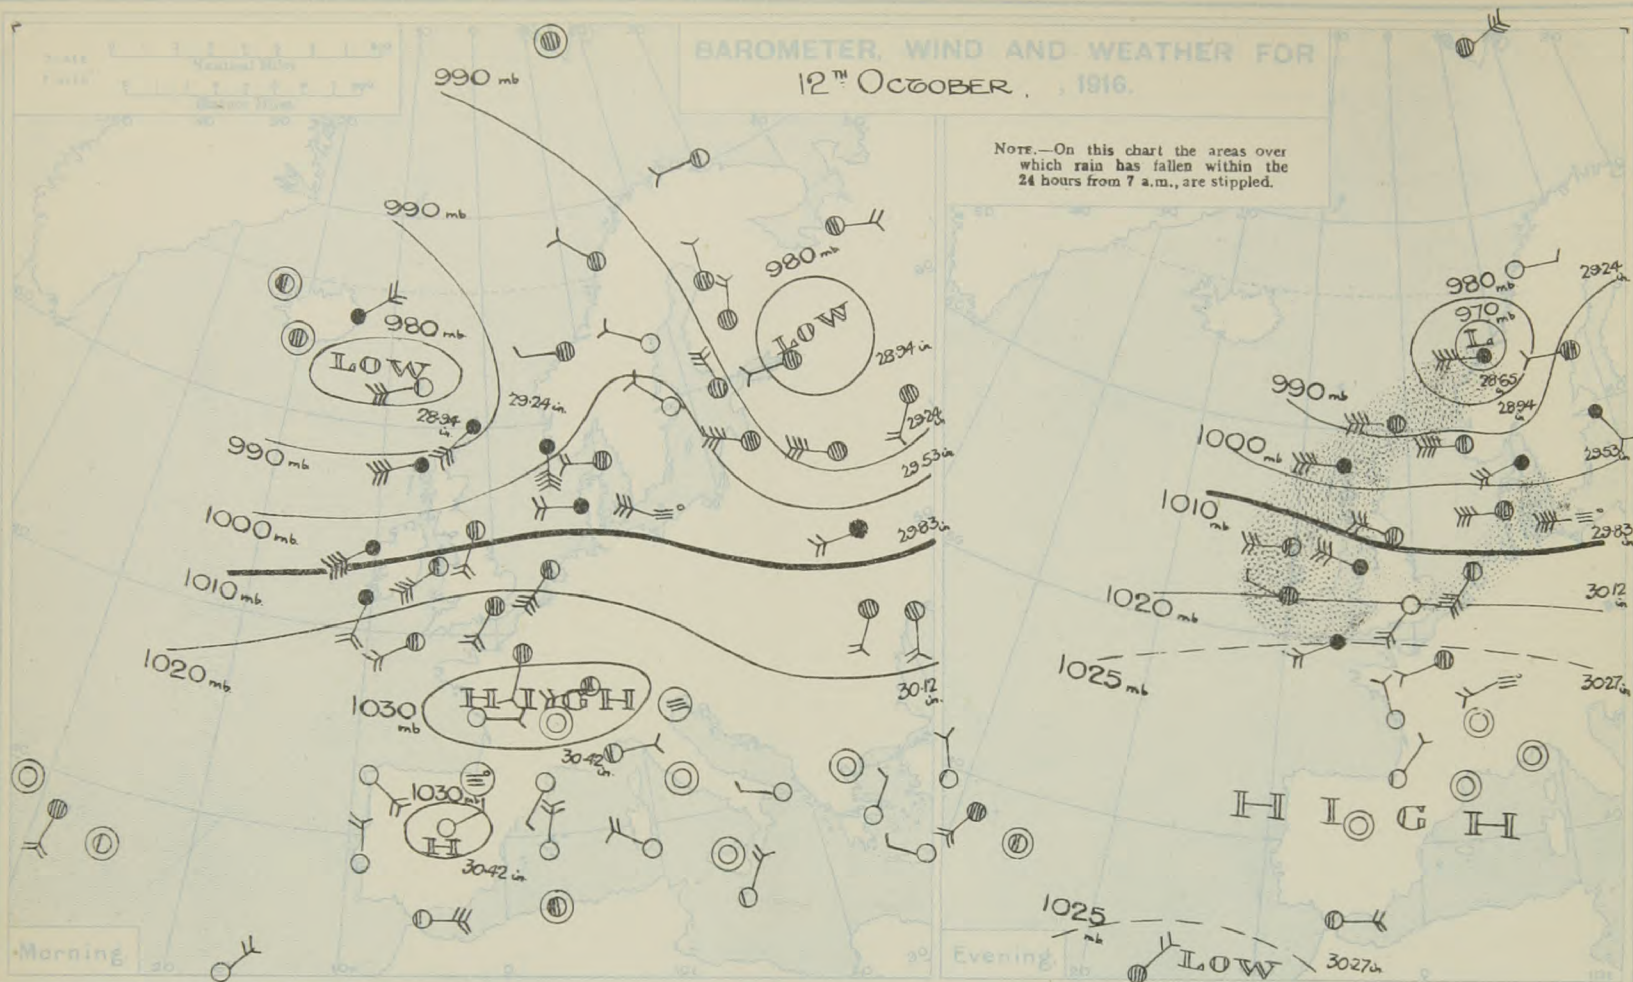 BAROMETER, WIND AND WEATHER FOR
12TH OCTOBER, 1916.
Nautical Miles
NOTE.—On this chart the areas over
which rain has fallen within the
24 hours from 7 a.m., are stippled.
990 mb
990 mb
980 mb
LOW
28.94 in
29.24 in.
990 mb
1000 mb.
1010 mb.
1020 mb.
980 mb
LOW
28.94 in
29.24 in
29.53 in
29.83 in
30.12 in.
1030 mb
HIGH
30.42 in.
1030 mb
H
30.42 in
Morning
980 mb
970 mb
L
29.24 in
28.65 in
28.94 in
990 mb
1000 mb
29.53 in
1010 mb
29.83 in
1020 mb
30.12 in
1025 mb
30.27 in
HIGH
1025 mb
LOW
30.27 in
Evening.